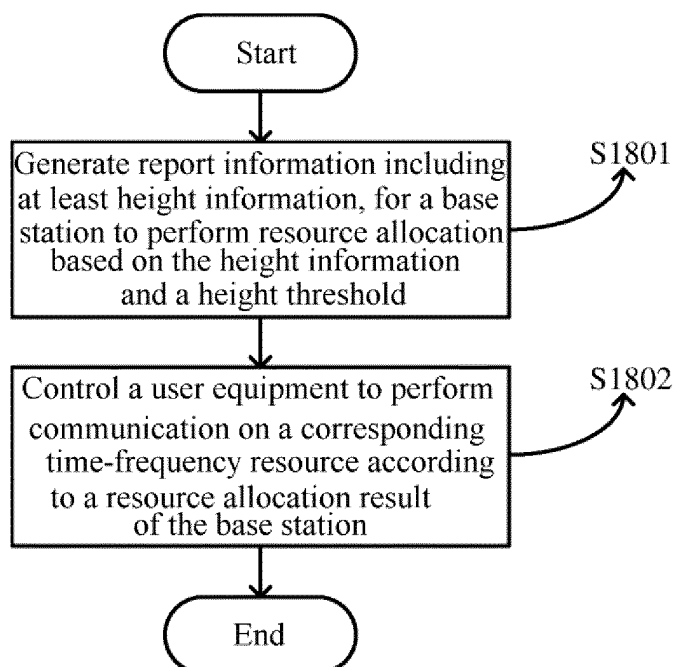 Start
Generate report information including
at least height information, for a base
station to perform resource allocation
based on the height information
and a height threshold
S1801
Control a user equipment to perform
communication on a corresponding
time-frequency resource according
to a resource allocation result
of the base station
S1802
End